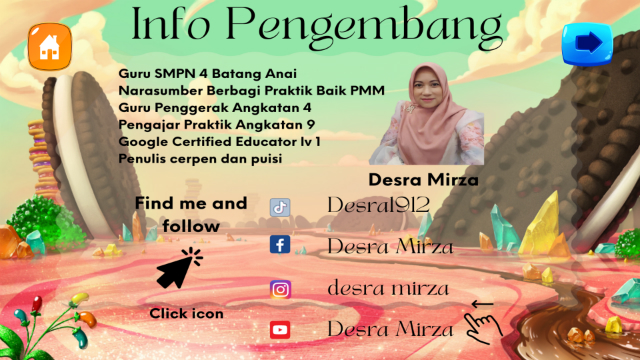 Info Pengembang
Guru SMPN 4 Batang Anai
Narasumber Berbagi Praktik Baik PMM
Guru Penggerak Angkatan 4
Pengajar Praktik Angkatan 9
Google Certified Educator lv 1
Penulis cerpen dan puisi
Desra Mirza
Find me and
follow
Click icon
Desra1912
Desra Mirza
desra mirza
Desra Mirza